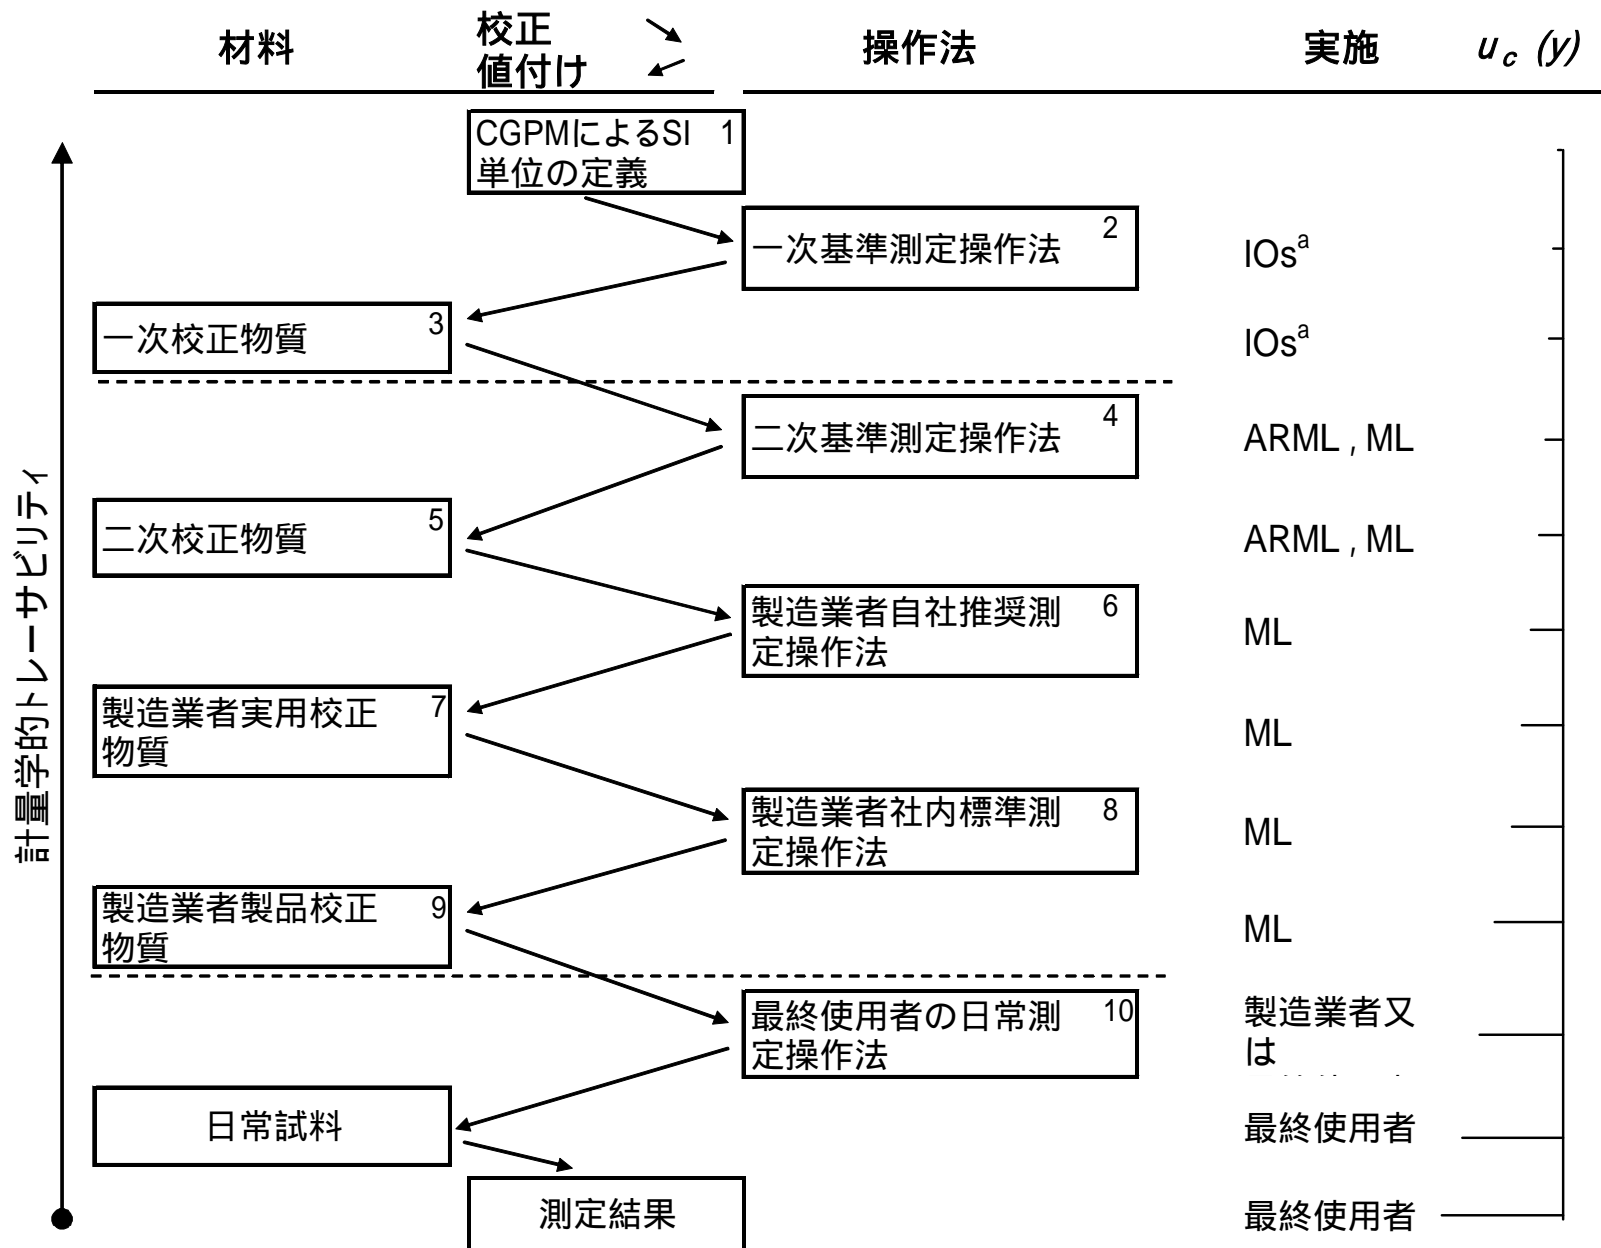 材料
校正
値付け
操作法
実施
u c (y)
CGPMによるSI 1
単位の定義
一次基準測定操作法 2
IOsᵃ
一次校正物質 3
IOsᵃ
二次基準測定操作法 4
ARML , ML
二次校正物質 5
ARML , ML
製造業者自社推奨測 6
定操作法
ML
製造業者実用校正 7
物質
ML
製造業者社内標準測 8
定操作法
ML
製造業者製品校正 9
物質
ML
最終使用者の日常測 10
定操作法
製造業者又
は
日常試料
最終使用者
測定結果
最終使用者
計量学的トレーサビリティ